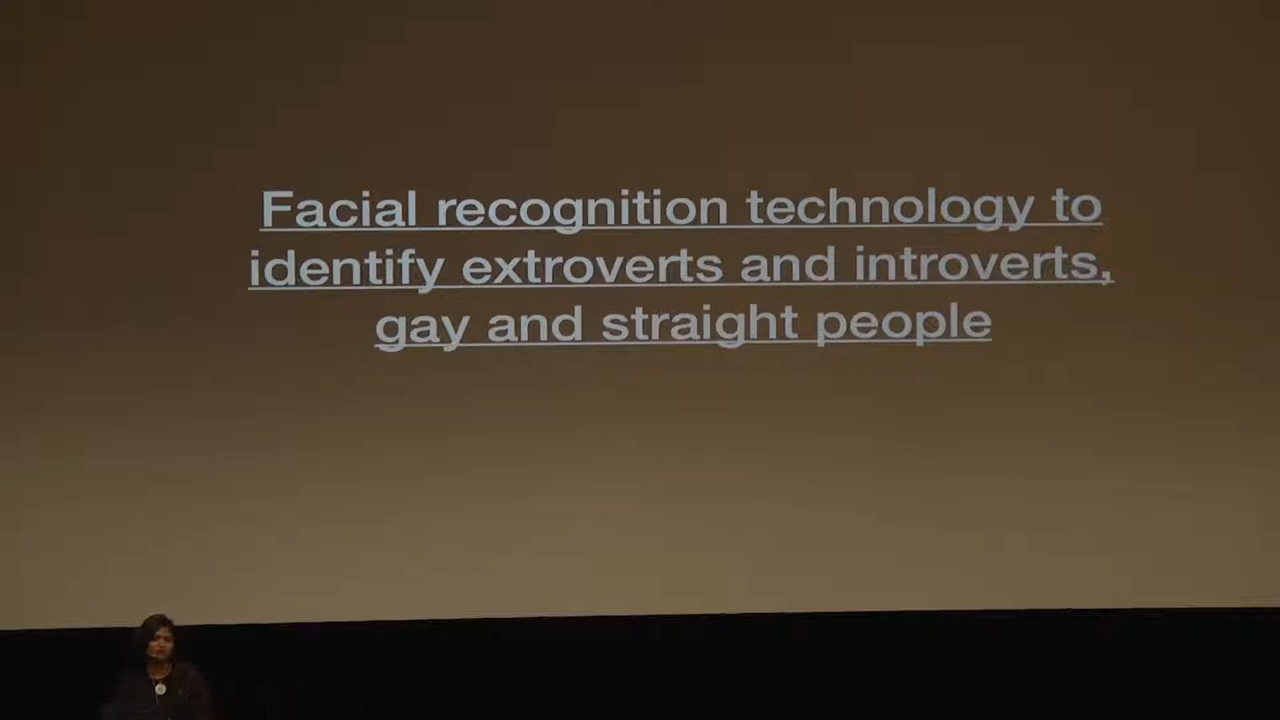 Facial recognition technology to
identify extroverts and introverts,
gay and straight people